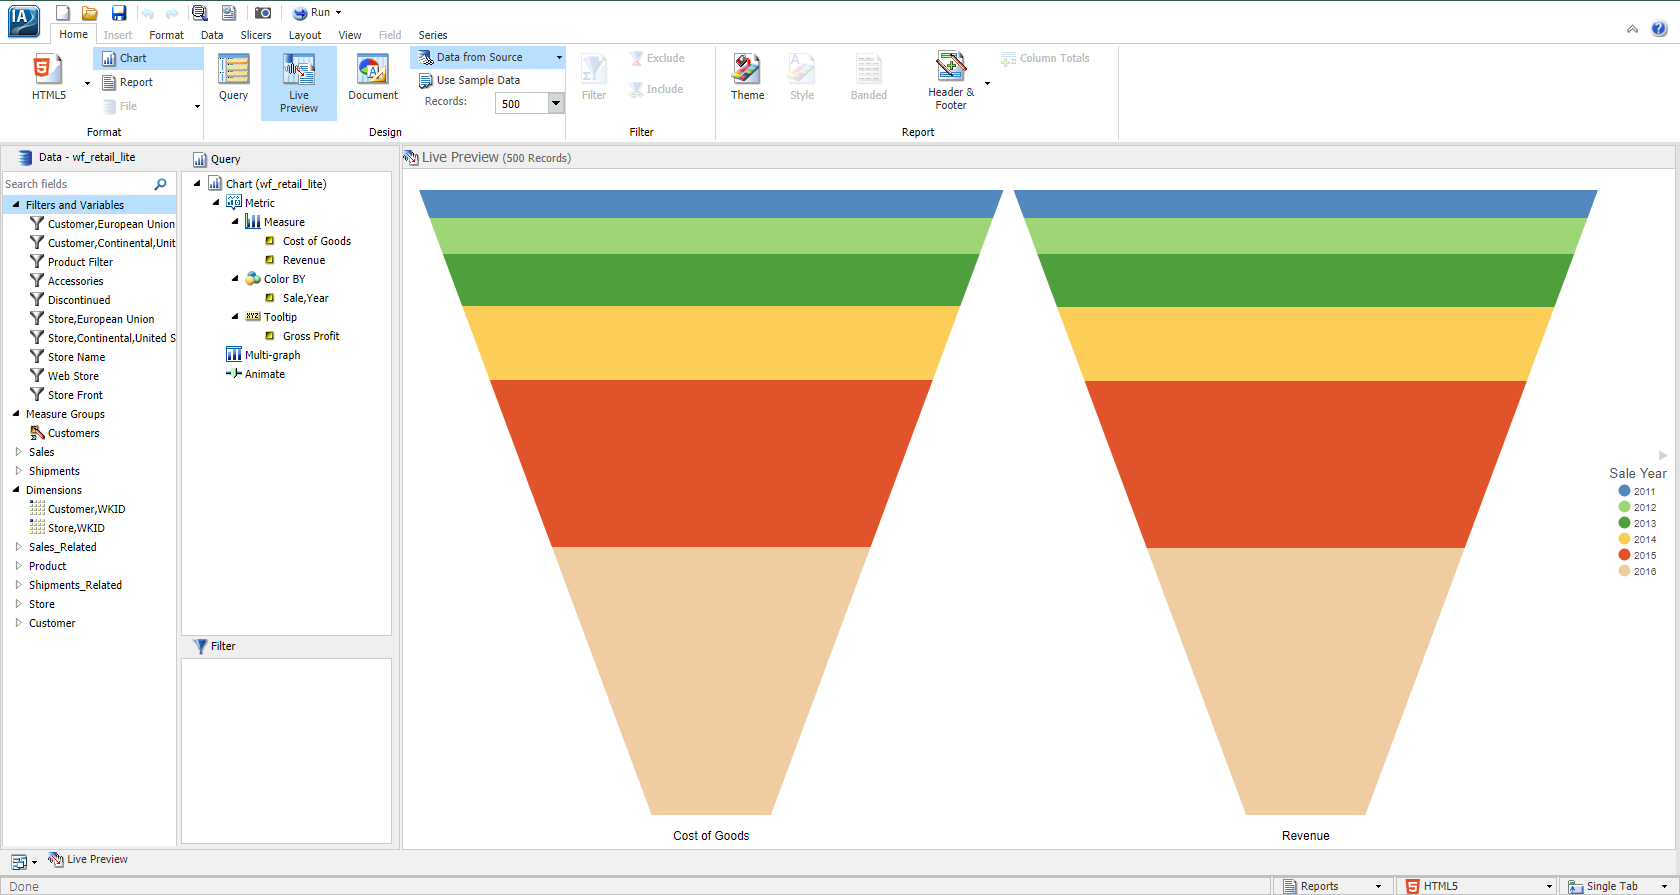 IA
Run
Home
Insert
Format
Data
Slicers
Layout
View
Field
Series
HTML5
Chart
Report
File
Format
Query
Live Preview
Document
Data from Source
Use Sample Data
Records:
500
Design
Filter
Exclude
Include
Filter
Theme
Style
Banded
Header & Footer
Column Totals
Report
Data - wf_retail_lite
Search fields
Filters and Variables
Customer,European Union
Customer,Continental,Unit
Product Filter
Accessories
Discontinued
Store,European Union
Store,Continental,United S
Store Name
Web Store
Store Front
Measure Groups
Customers
Sales
Shipments
Dimensions
Customer,WKID
Store,WKID
Sales_Related
Product
Shipments_Related
Store
Customer
Query
Chart (wf_retail_lite)
Metric
Measure
Cost of Goods
Revenue
Color BY
Sale,Year
XYZ Tooltip
Gross Profit
Multi-graph
Animate
Filter
Live Preview (500 Records)
Cost of Goods
Revenue
Sale Year
2011
2012
2013
2014
2015
2016
Live Preview
Done
Reports
HTML5
Single Tab